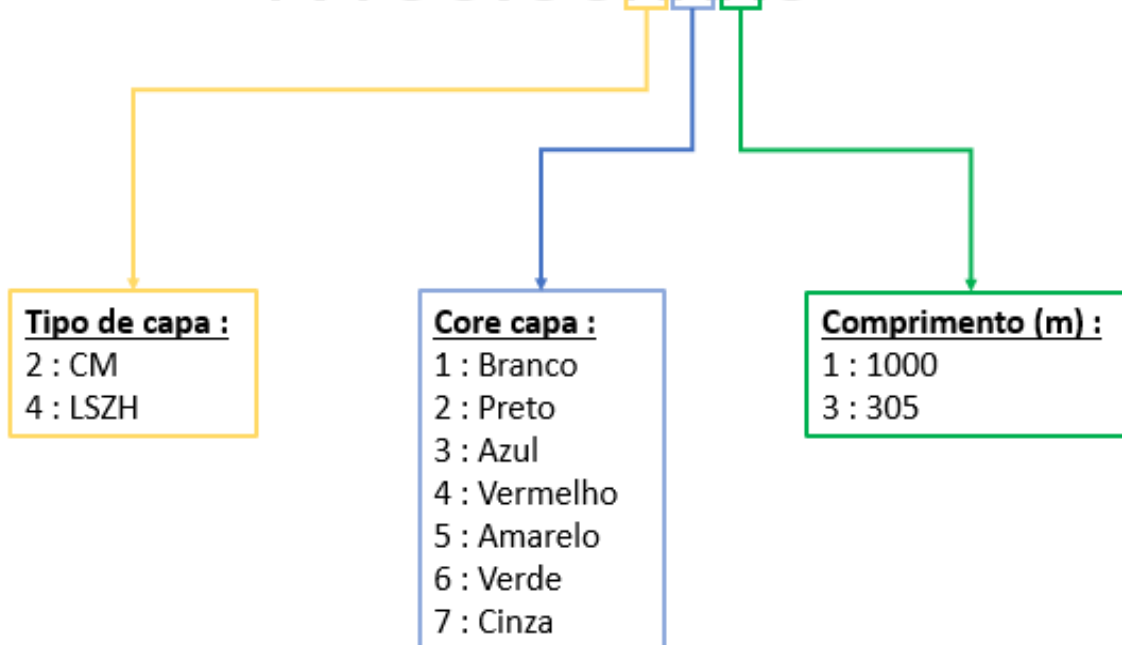 Tipo de capa :
2 : CM
4 : LSZH
Core capa :
1 : Branco
2 : Preto
3 : Azul
4 : Vermelho
5 : Amarelo
6 : Verde
7 : Cinza
Comprimento (m) :
1 : 1000
3 : 305